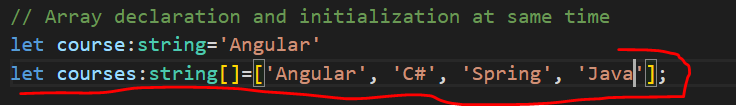 // Array declaration and initialization at same time
let course:string='Angular'
let courses:string[]=['Angular', 'C#', 'Spring', 'Java'];